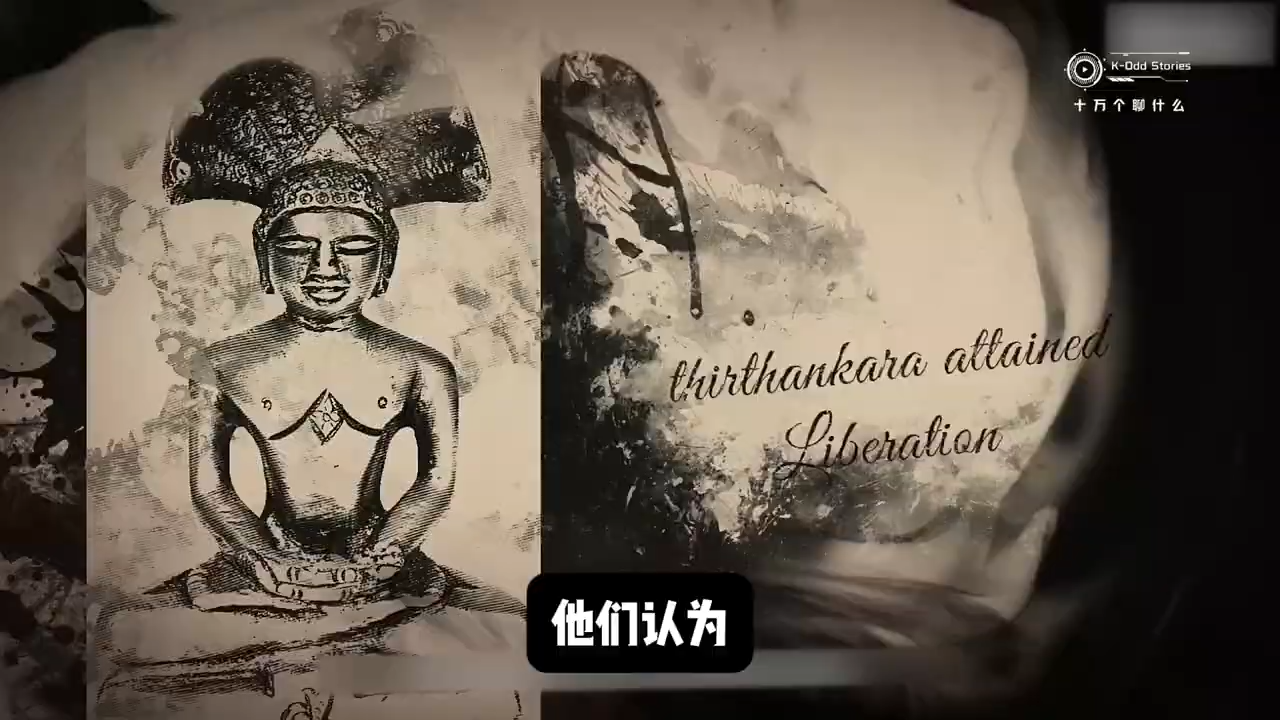 K-Odd Stories
十万个聊什么
thirthankara attained
Liberation
他们认为